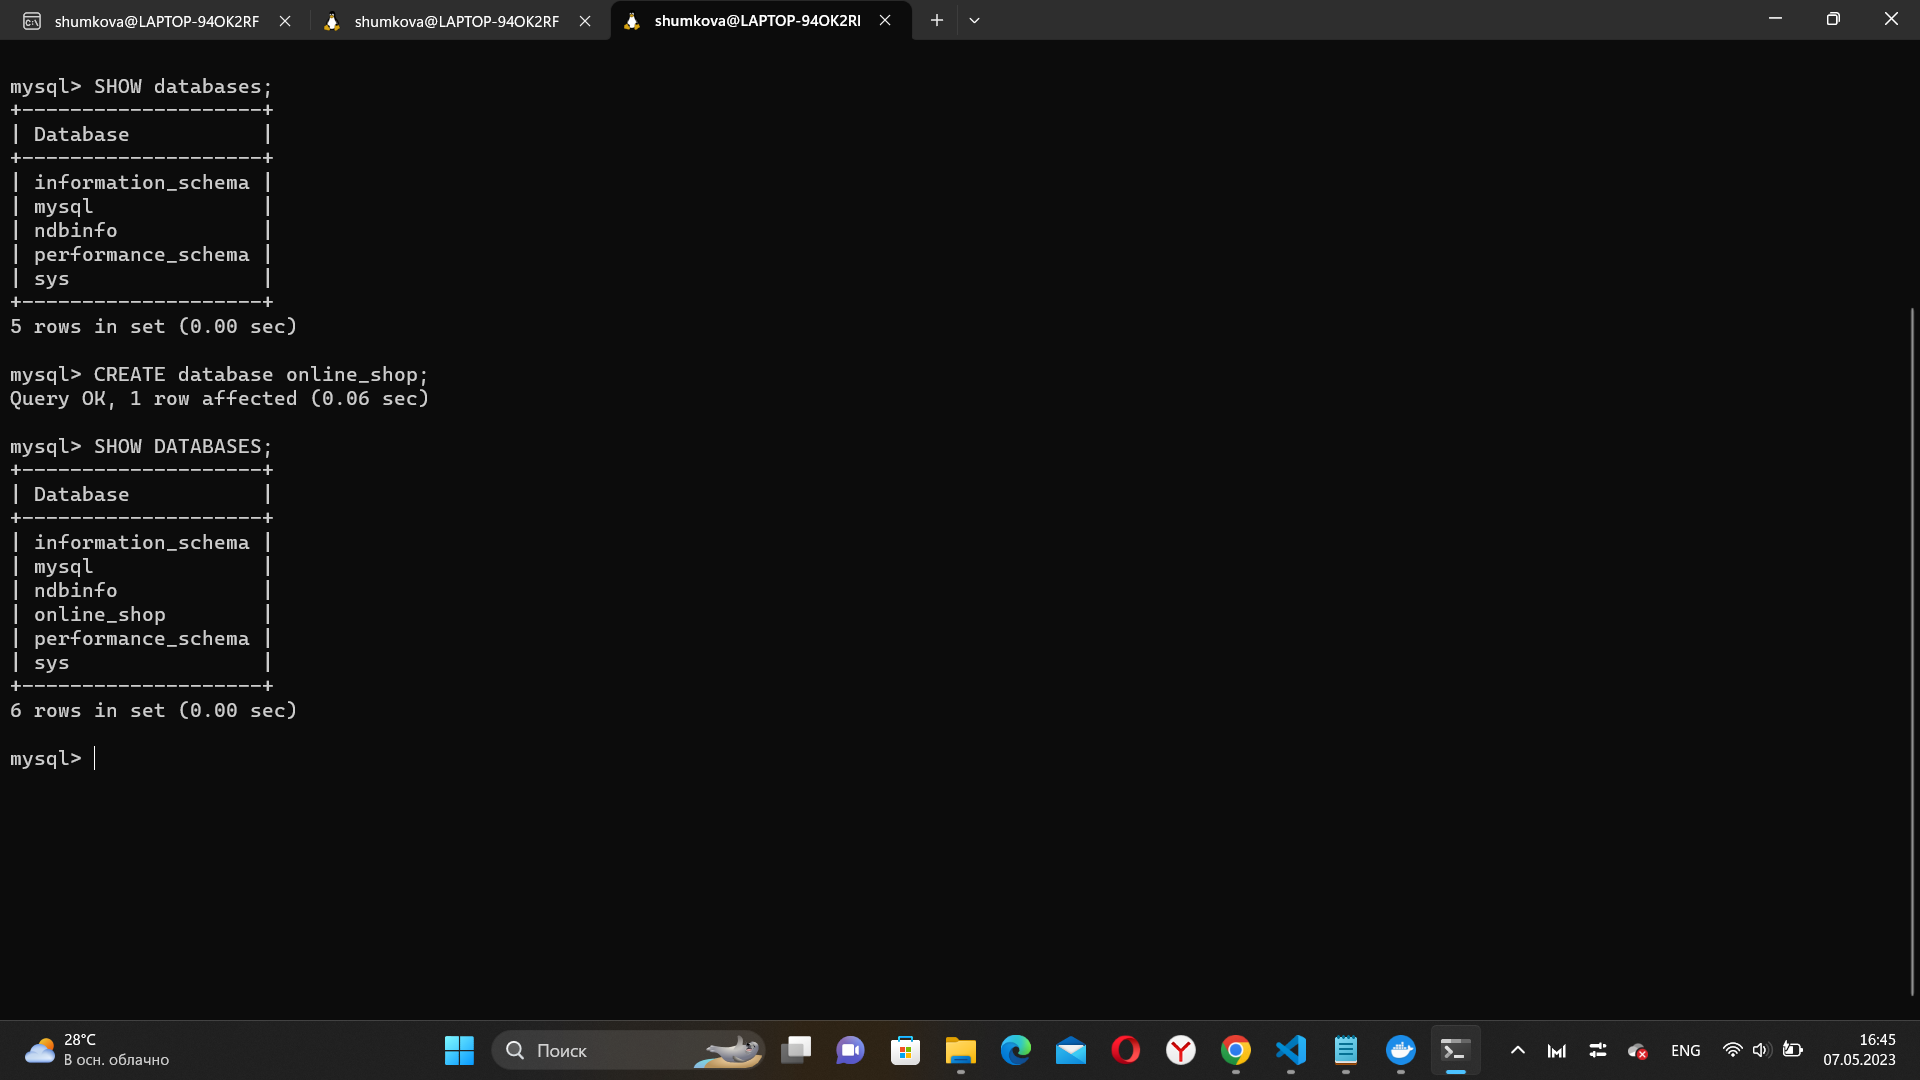 shumkova@LAPTOP-94OK2RF
shumkova@LAPTOP-94OK2RF
shumkova@LAPTOP-94OK2RI
mysql> SHOW databases;
+--------------------+
| Database           |
+--------------------+
| information_schema |
| mysql              |
| ndbinfo            |
| performance_schema |
| sys                |
+--------------------+
5 rows in set (0.00 sec)
mysql> CREATE database online_shop;
Query OK, 1 row affected (0.06 sec)
mysql> SHOW DATABASES;
+--------------------+
| Database           |
+--------------------+
| information_schema |
| mysql              |
| ndbinfo            |
| online_shop        |
| performance_schema |
| sys                |
+--------------------+
6 rows in set (0.00 sec)
mysql>
28°C
В осн. облачно
Поиск
ENG
16:45
07.05.2023